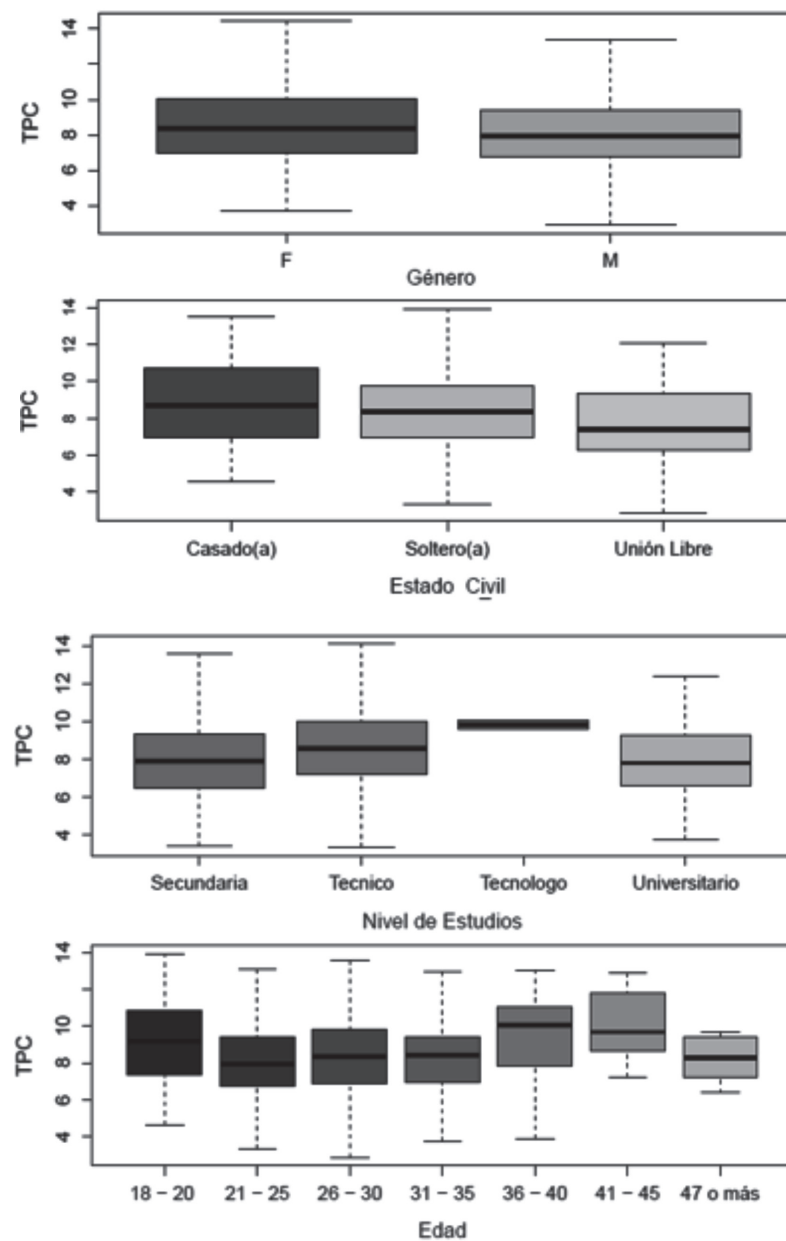 14
10
8
6
4
TPC
F M
Género
14
12
10
8
6
4
TPC
Casado(a) Soltero(a) Unión Libre
Estado Civil
14
12
10
8
6
4
TPC
Secundaria Tecnico Tecnologo Universitario
Nivel de Estudios
14
10
8
6
4
TPC
18 – 20 21 – 25 26 – 30 31 – 35 36 – 40 41 – 45 47 o más
Edad